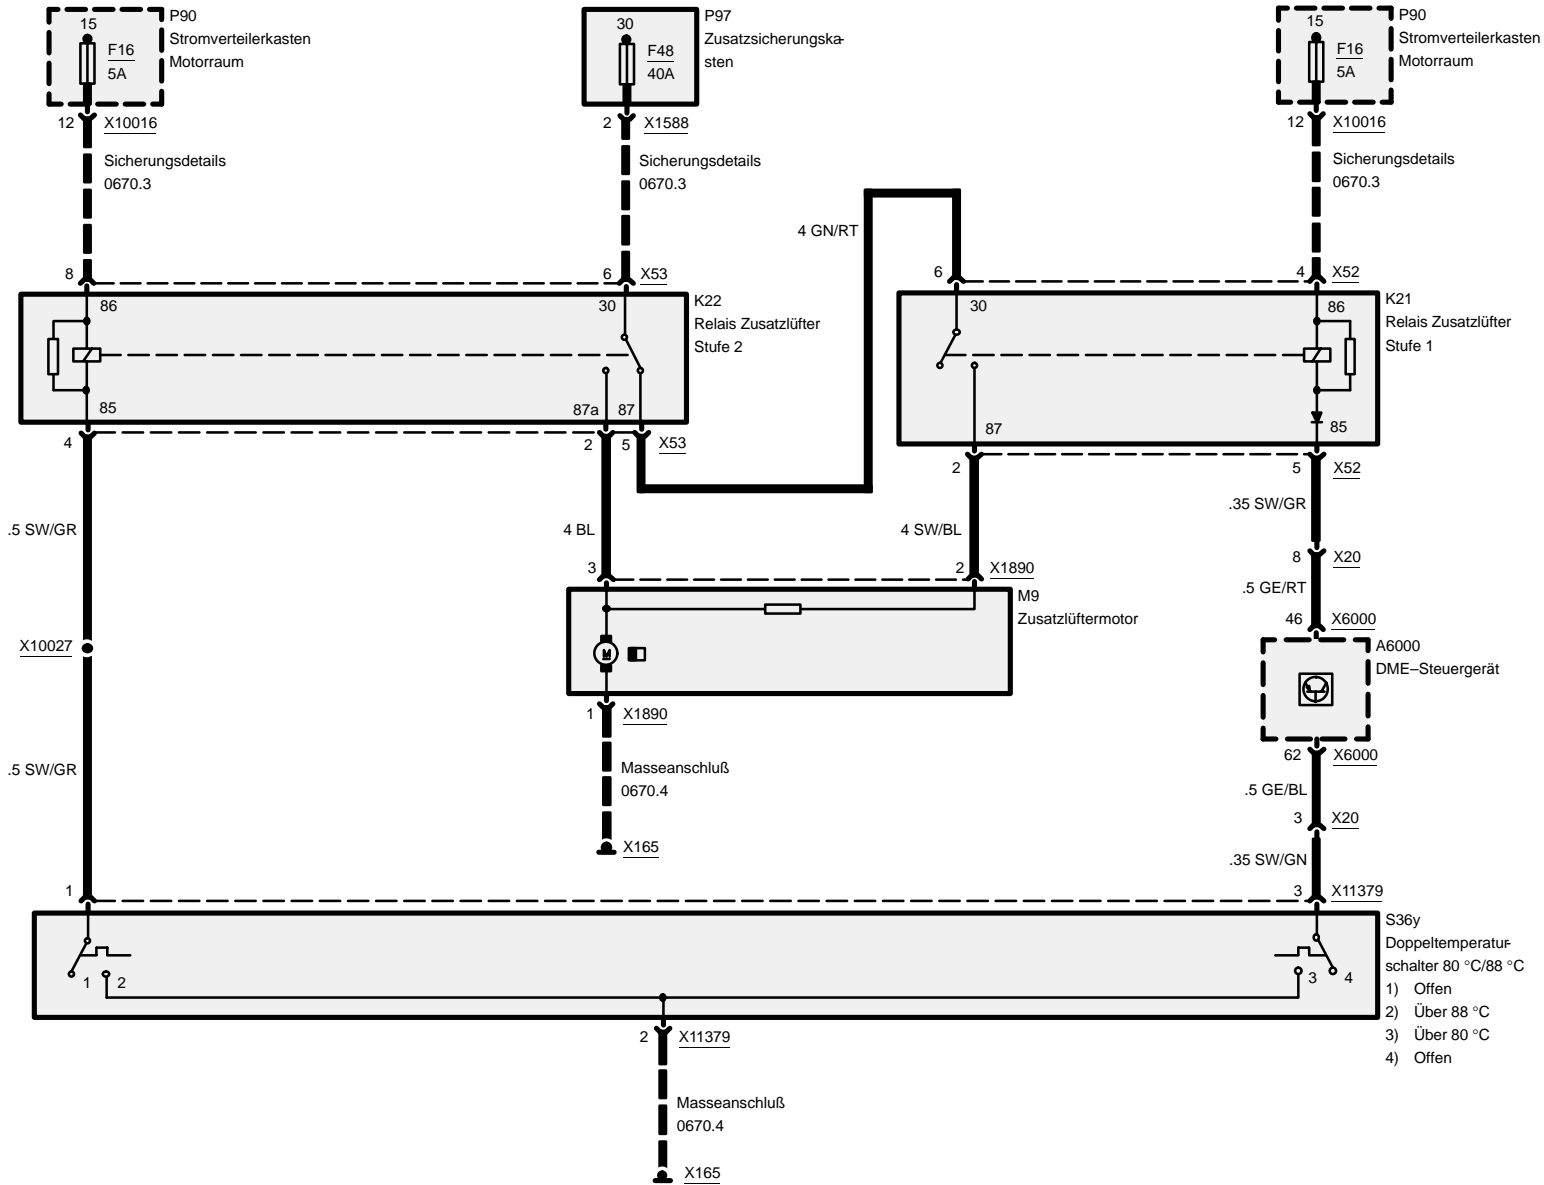 15
F16
5A
P90
Stromverteilerkasten
Motorraum
30
F48
40A
P97
Zusatzsicherungska-
sten
15
F16
5A
P90
Stromverteilerkasten
Motorraum
12 X10016
2 X1588
12 X10016
Sicherungsdetails
0670.3
Sicherungsdetails
0670.3
Sicherungsdetails
0670.3
4 GN/RT
8
6 X53
6
4 X52
86
30
K22
Relais Zusatzlüfter
Stufe 2
85
87a 87
30
86
K21
Relais Zusatzlüfter
Stufe 1
87
85
4
2 5 X53
2
5 X52
.5 SW/GR
4 BL
4 SW/BL
.35 SW/GR
8 X20
3
2 X1890
.5 GE/RT
46 X6000
M9
Zusatzlüftermotor
M
X10027
A6000
DME–Steuergerät
1 X1890
62 X6000
.5 SW/GR
Masseanschluß
0670.4
.5 GE/BL
3 X20
X165
.35 SW/GN
1
3 X11379
S36y
Doppeltemperatur-
schalter 80 °C/88 °C
1) Offen
2) Über 88 °C
3) Über 80 °C
4) Offen
1 2
3 4
2 X11379
Masseanschluß
0670.4
X165